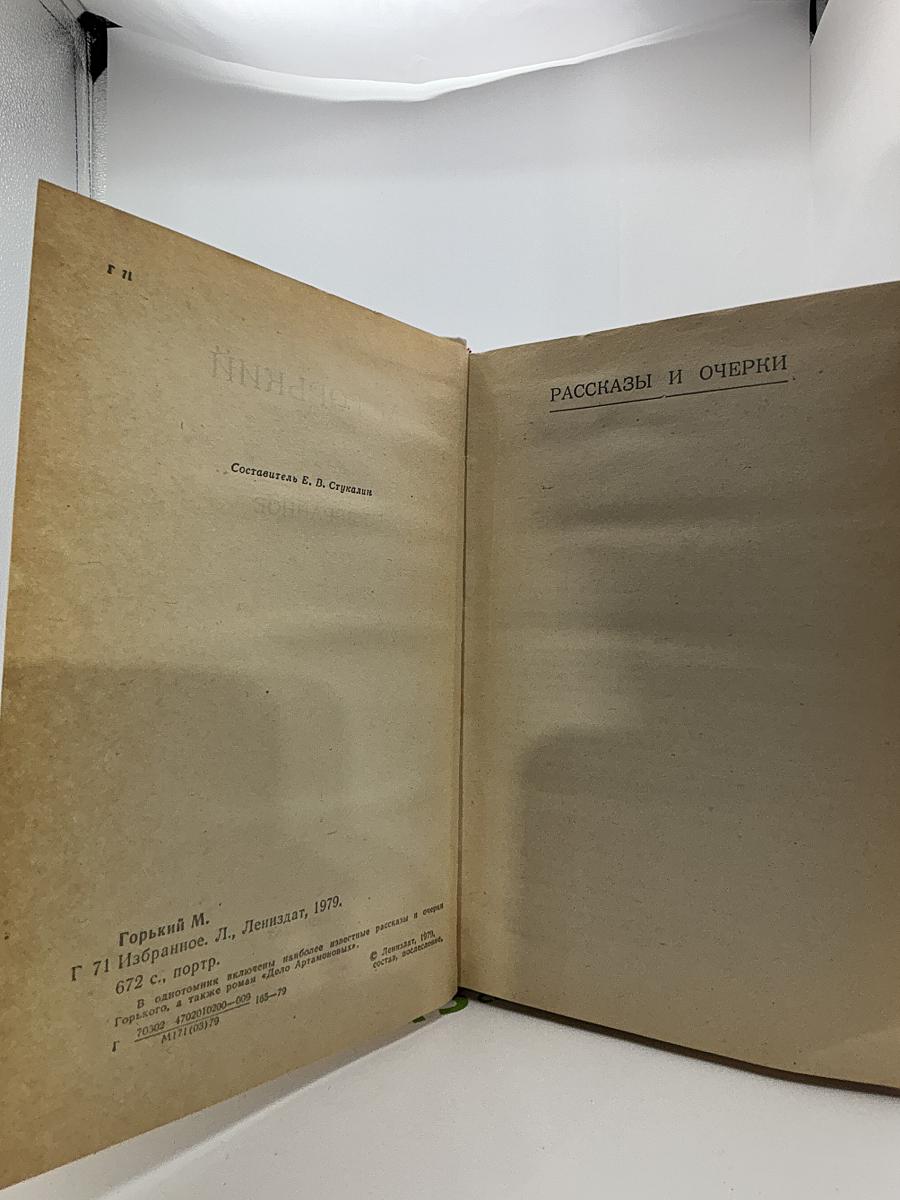 Г 71
Составитель Е. В. Стукалин
Горький М.
Г 71 Избранное. Л., Лениздат, 1979.
672 с., портр.
В однотомник включены наиболее известные рассказы и очерки
Горького, а также роман «Дело Артамоновых».
© Лениздат, 1979,
состав, послесловие.
Г 70302 4702010200—009 165—79
М171(03)79
РАССКАЗЫ И ОЧЕРКИ